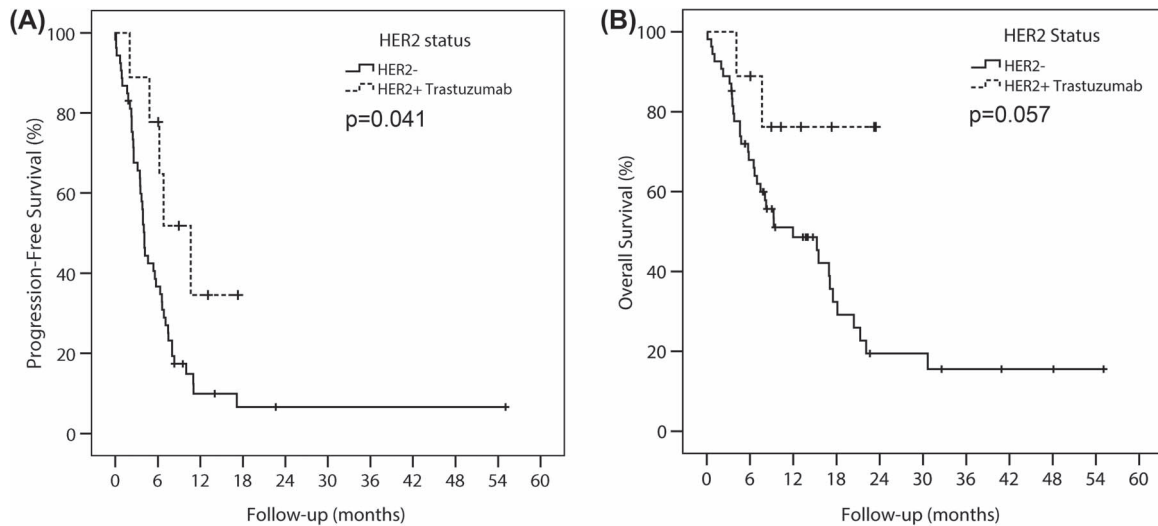 (A)
HER2 status
HER2-
HER2+ Trastuzumab
p=0.041
Progression-Free Survival (%)
100
80
60
40
20
0
0 6 12 18 24 30 36 42 48 54 60
Follow-up (months)
(B)
HER2 Status
HER2-
HER2+ Trastuzumab
p=0.057
Overall Survival (%)
100
80
60
40
20
0
0 6 12 18 24 30 36 42 48 54 60
Follow-up (months)